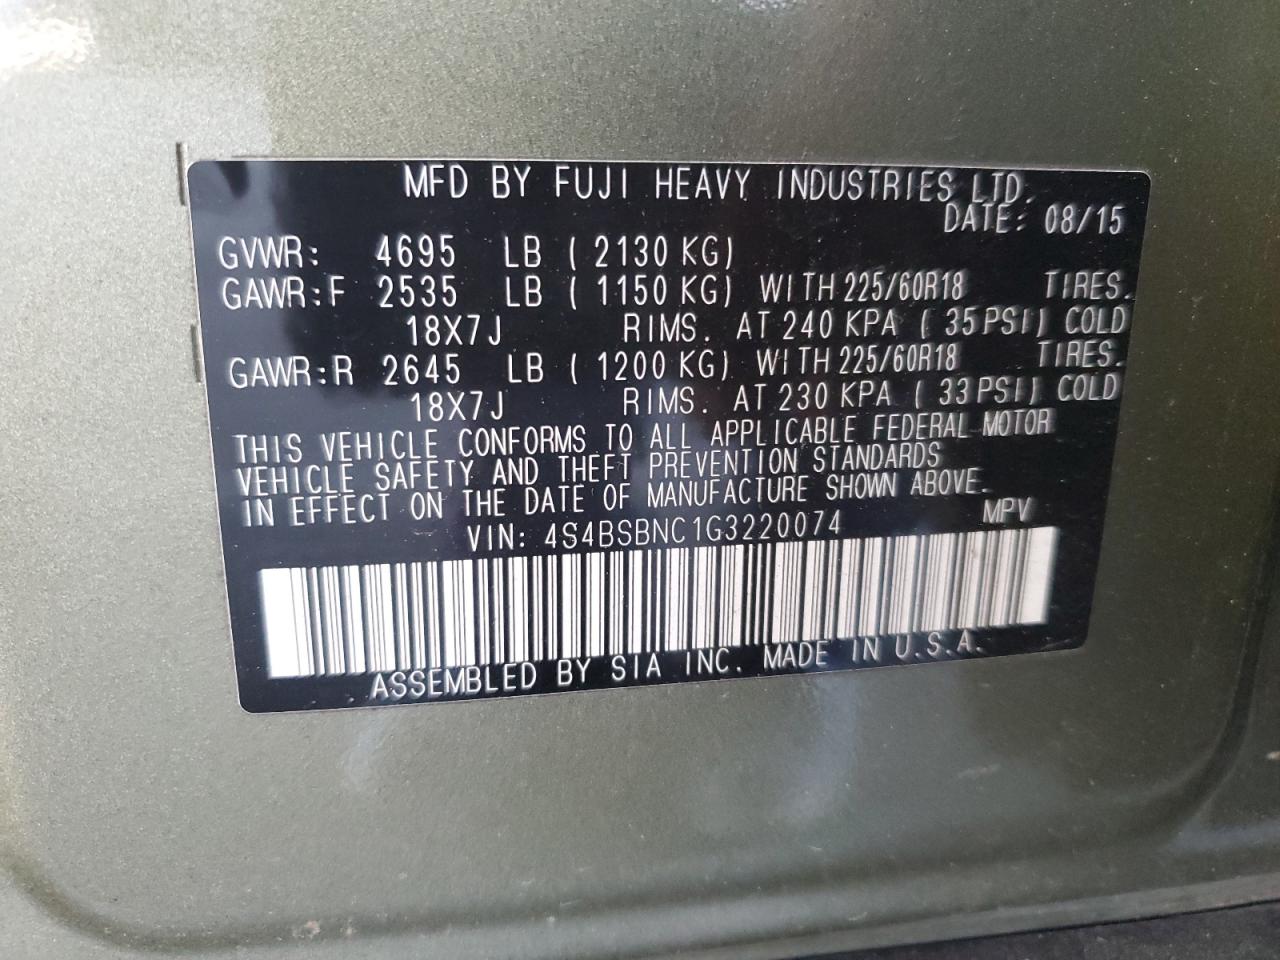 MFD BY FUJI HEAVY INDUSTRIES LTD.
DATE: 08/15
GVWR: 4695 LB ( 2130 KG)
GAWR:F 2535 LB ( 1150 KG) WITH 225/60R18 TIRES.
18X7J RIMS. AT 240 KPA ( 35PSI) COLD
GAWR:R 2645 LB ( 1200 KG) WITH 225/60R18 TIRES.
18X7J RIMS. AT 230 KPA ( 33PSI) COLD
THIS VEHICLE CONFORMS TO ALL APPLICABLE FEDERAL MOTOR
VEHICLE SAFETY AND THEFT PREVENTION STANDARDS
IN EFFECT ON THE DATE OF MANUFACTURE SHOWN ABOVE.
VIN: 4S4BSBNC1G3220074 MPV
ASSEMBLED BY SIA INC. MADE IN U.S.A.